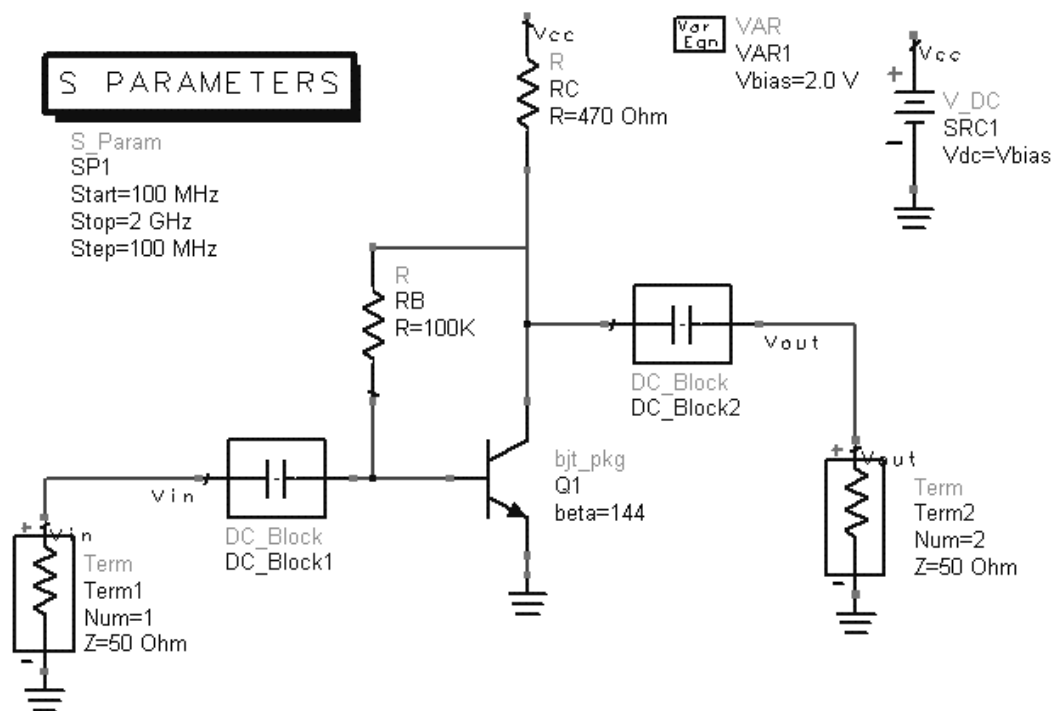 S PARAMETERS
S_Param
SP1
Start=100 MHz
Stop=2 GHz
Step=100 MHz
Vcc
R
RC
R=470 Ohm
Var
Eqn
VAR
VAR1
Vbias=2.0 V
Vcc
+
V_DC
SRC1
Vdc=Vbias
-
R
RB
R=100K
DC_Block
DC_Block2
Vout
bjt_pkg
Q1
beta=144
Vin
DC_Block
DC_Block1
+
Vin
Term
Term1
Num=1
Z=50 Ohm
-
+
Vout
Term
Term2
Num=2
Z=50 Ohm
-